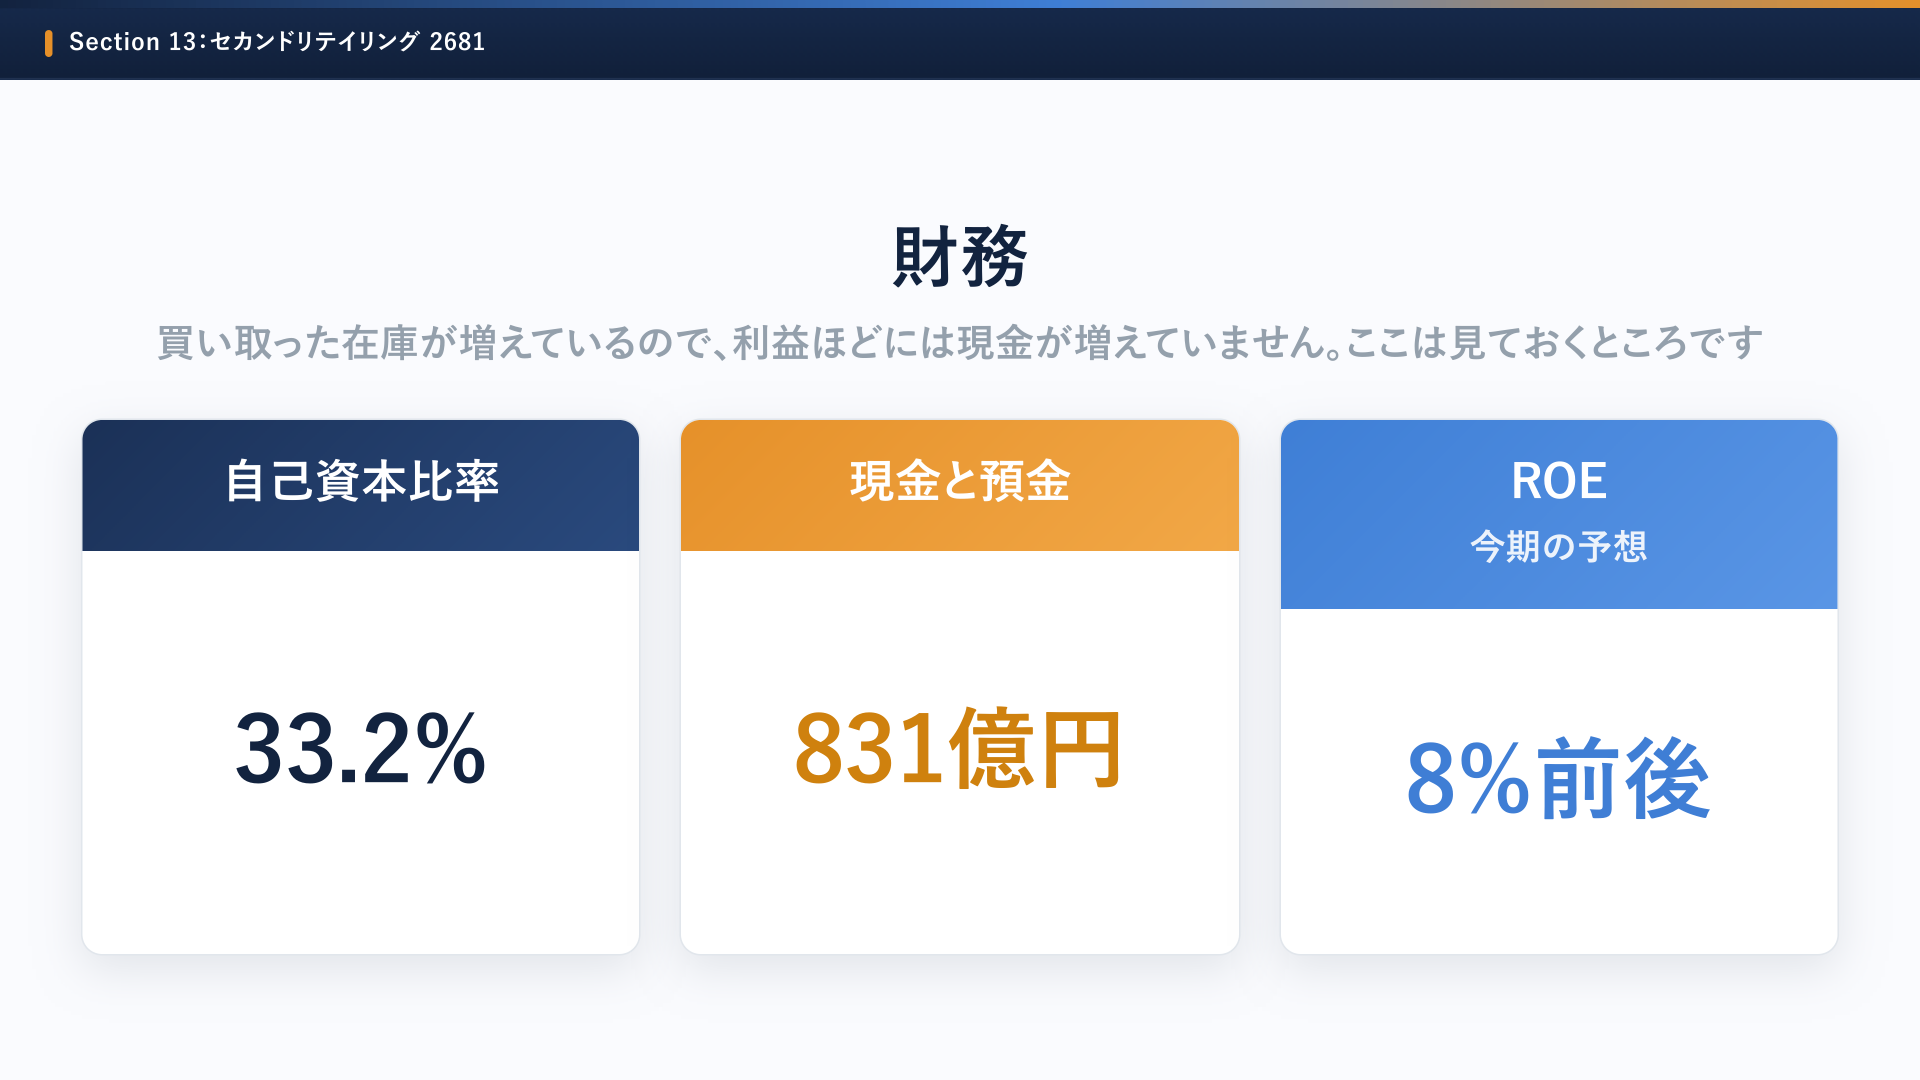 Section 13：セカンドリテイリング 2681
財務
買い取った在庫が増えているので、利益ほどには現金が増えていません。ここは見ておくところです
自己資本比率
33.2%
現金と預金
831億円
ROE
今期の予想
8%前後